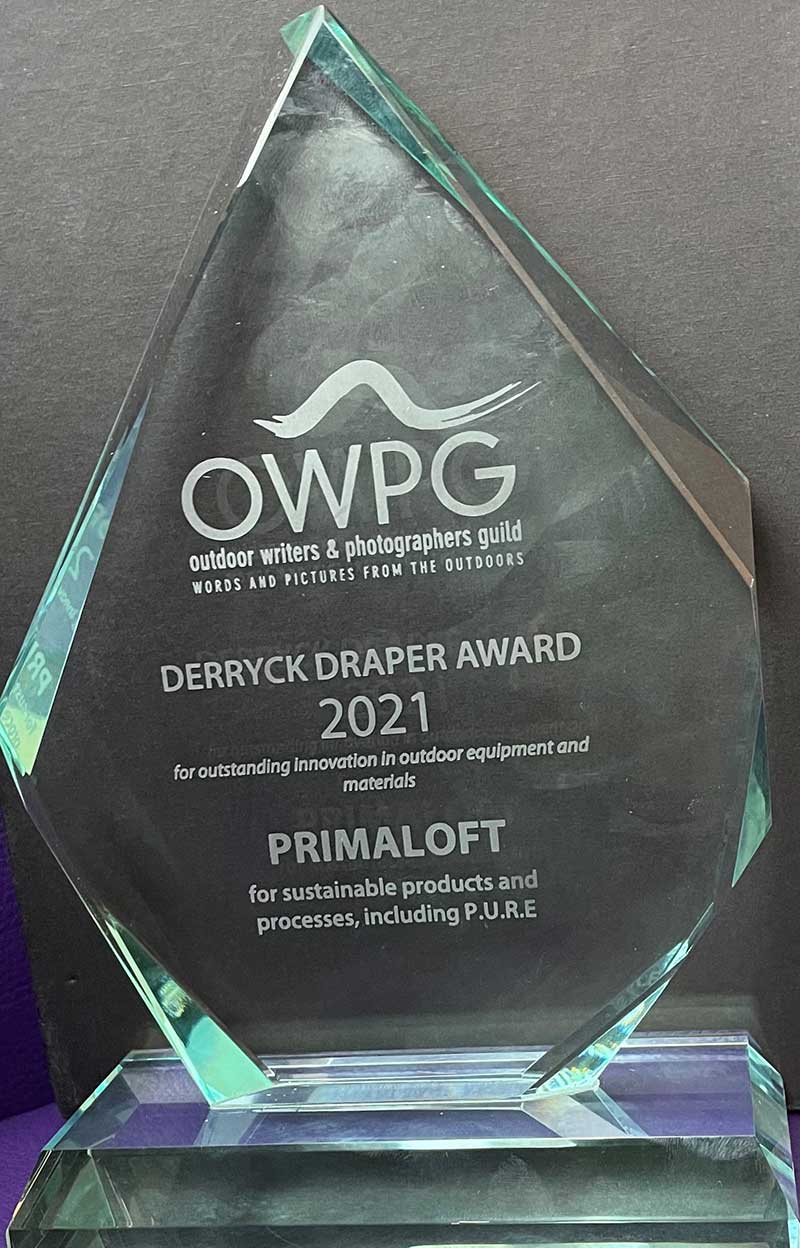 OWPG
outdoor writers & photographers guild
WORDS AND PICTURES FROM THE OUTDOORS
DERRYCK DRAPER AWARD
2021
for outstanding innovation in outdoor equipment and
materials
PRIMALOFT
for sustainable products and
processes, including P.U.R.E